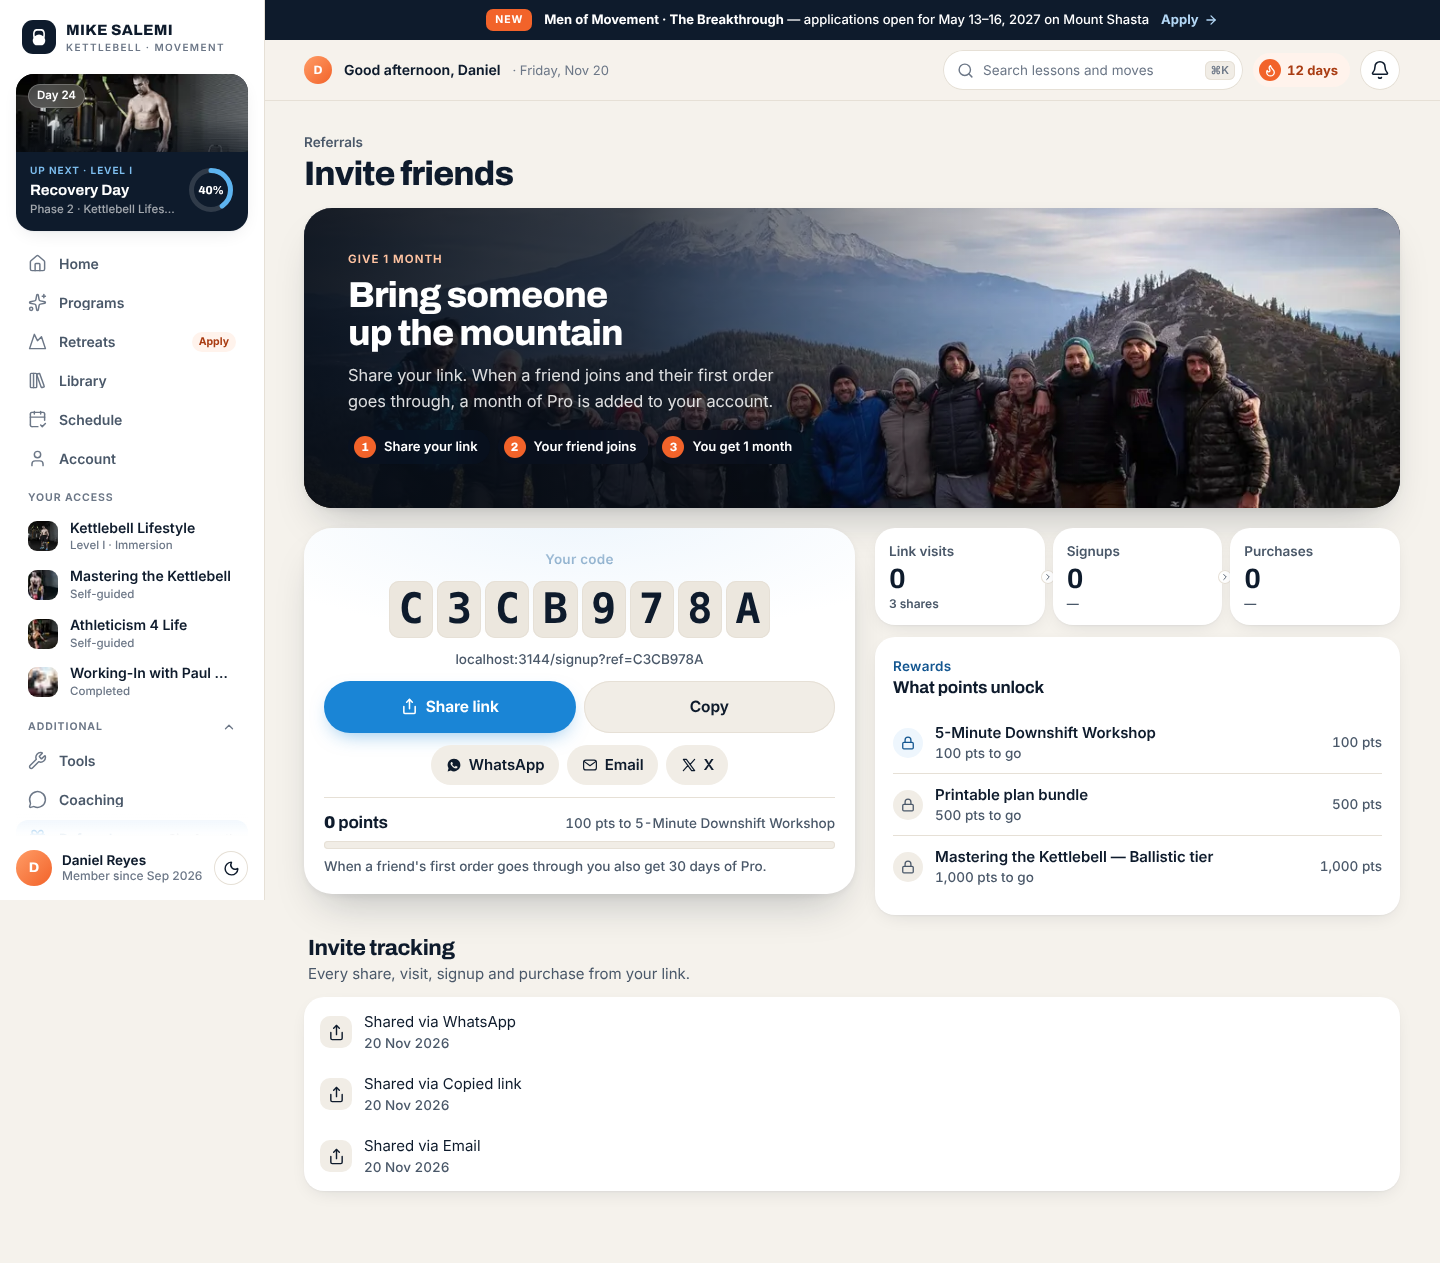 MIKE SALEMI
KETTLEBELL · MOVEMENT
Day 24
UP NEXT · LEVEL I
Recovery Day
Phase 2 · Kettlebell Lifes...
40%
Home
Programs
Retreats
Apply
Library
Schedule
Account
YOUR ACCESS
Kettlebell Lifestyle
Level I · Immersion
Mastering the Kettlebell
Self-guided
Athleticism 4 Life
Self-guided
Working-In with Paul ...
Completed
ADDITIONAL
Tools
Coaching
D
Daniel Reyes
Member since Sep 2026
NEW Men of Movement · The Breakthrough — applications open for May 13–16, 2027 on Mount Shasta Apply →
D
Good afternoon, Daniel · Friday, Nov 20
Search lessons and moves
⌘K
12 days
Referrals
Invite friends
GIVE 1 MONTH
Bring someone
up the mountain
Share your link. When a friend joins and their first order
goes through, a month of Pro is added to your account.
1 Share your link
2 Your friend joins
3 You get 1 month
Your code
C3CB978A
localhost:3144/signup?ref=C3CB978A
Share link
Copy
WhatsApp
Email
X
0 points
100 pts to 5-Minute Downshift Workshop
When a friend's first order goes through you also get 30 days of Pro.
Link visits
0
3 shares
Signups
0
—
Purchases
0
—
Rewards
What points unlock
5-Minute Downshift Workshop
100 pts to go
100 pts
Printable plan bundle
500 pts to go
500 pts
Mastering the Kettlebell — Ballistic tier
1,000 pts to go
1,000 pts
Invite tracking
Every share, visit, signup and purchase from your link.
Shared via WhatsApp
20 Nov 2026
Shared via Copied link
20 Nov 2026
Shared via Email
20 Nov 2026